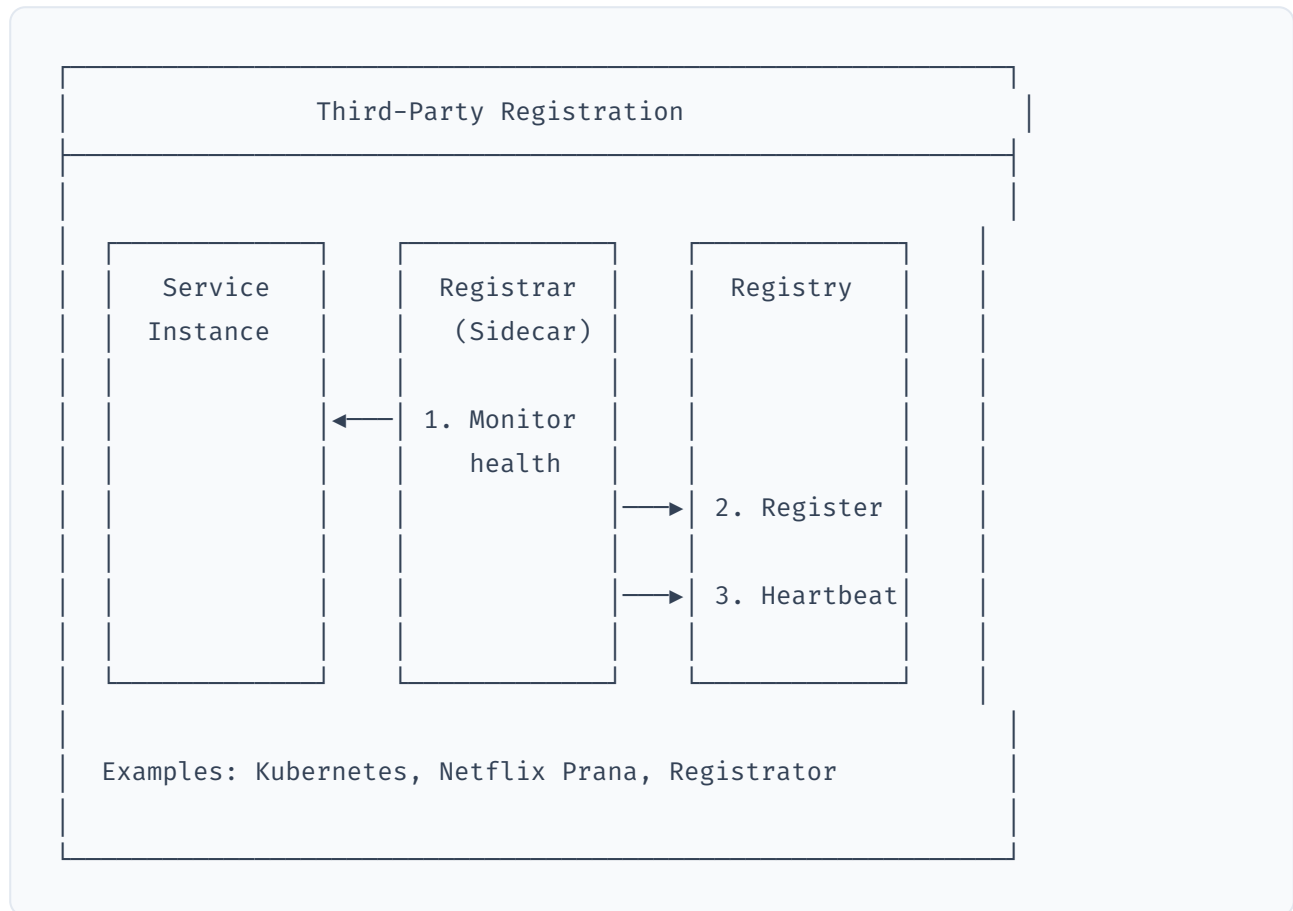 Third-Party Registration
Service Registrar Registry
Instance (Sidecar)
1. Monitor
health
2. Register
3. Heartbeat
Examples: Kubernetes, Netflix Prana, Registrator